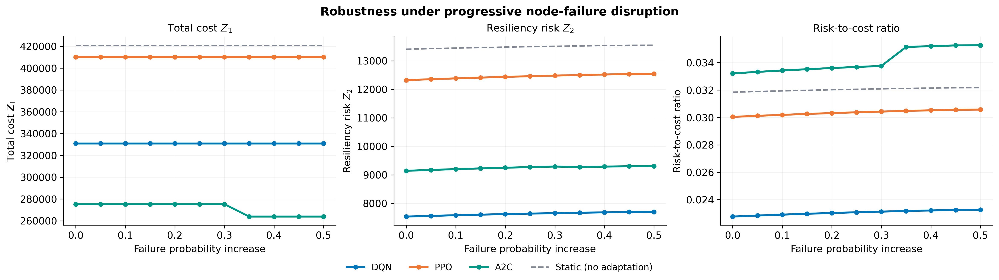 Robustness under progressive node-failure disruption
Total cost Z₁
Total cost Z₁
420000
400000
380000
360000
340000
320000
300000
280000
260000
0.0 0.1 0.2 0.3 0.4 0.5
Failure probability increase
Resiliency risk Z₂
Resiliency risk Z₂
13000
12000
11000
10000
9000
8000
0.0 0.1 0.2 0.3 0.4 0.5
Failure probability increase
Risk-to-cost ratio
Risk-to-cost ratio
0.034
0.032
0.030
0.028
0.026
0.024
0.0 0.1 0.2 0.3 0.4 0.5
Failure probability increase
DQN PPO A2C Static (no adaptation)